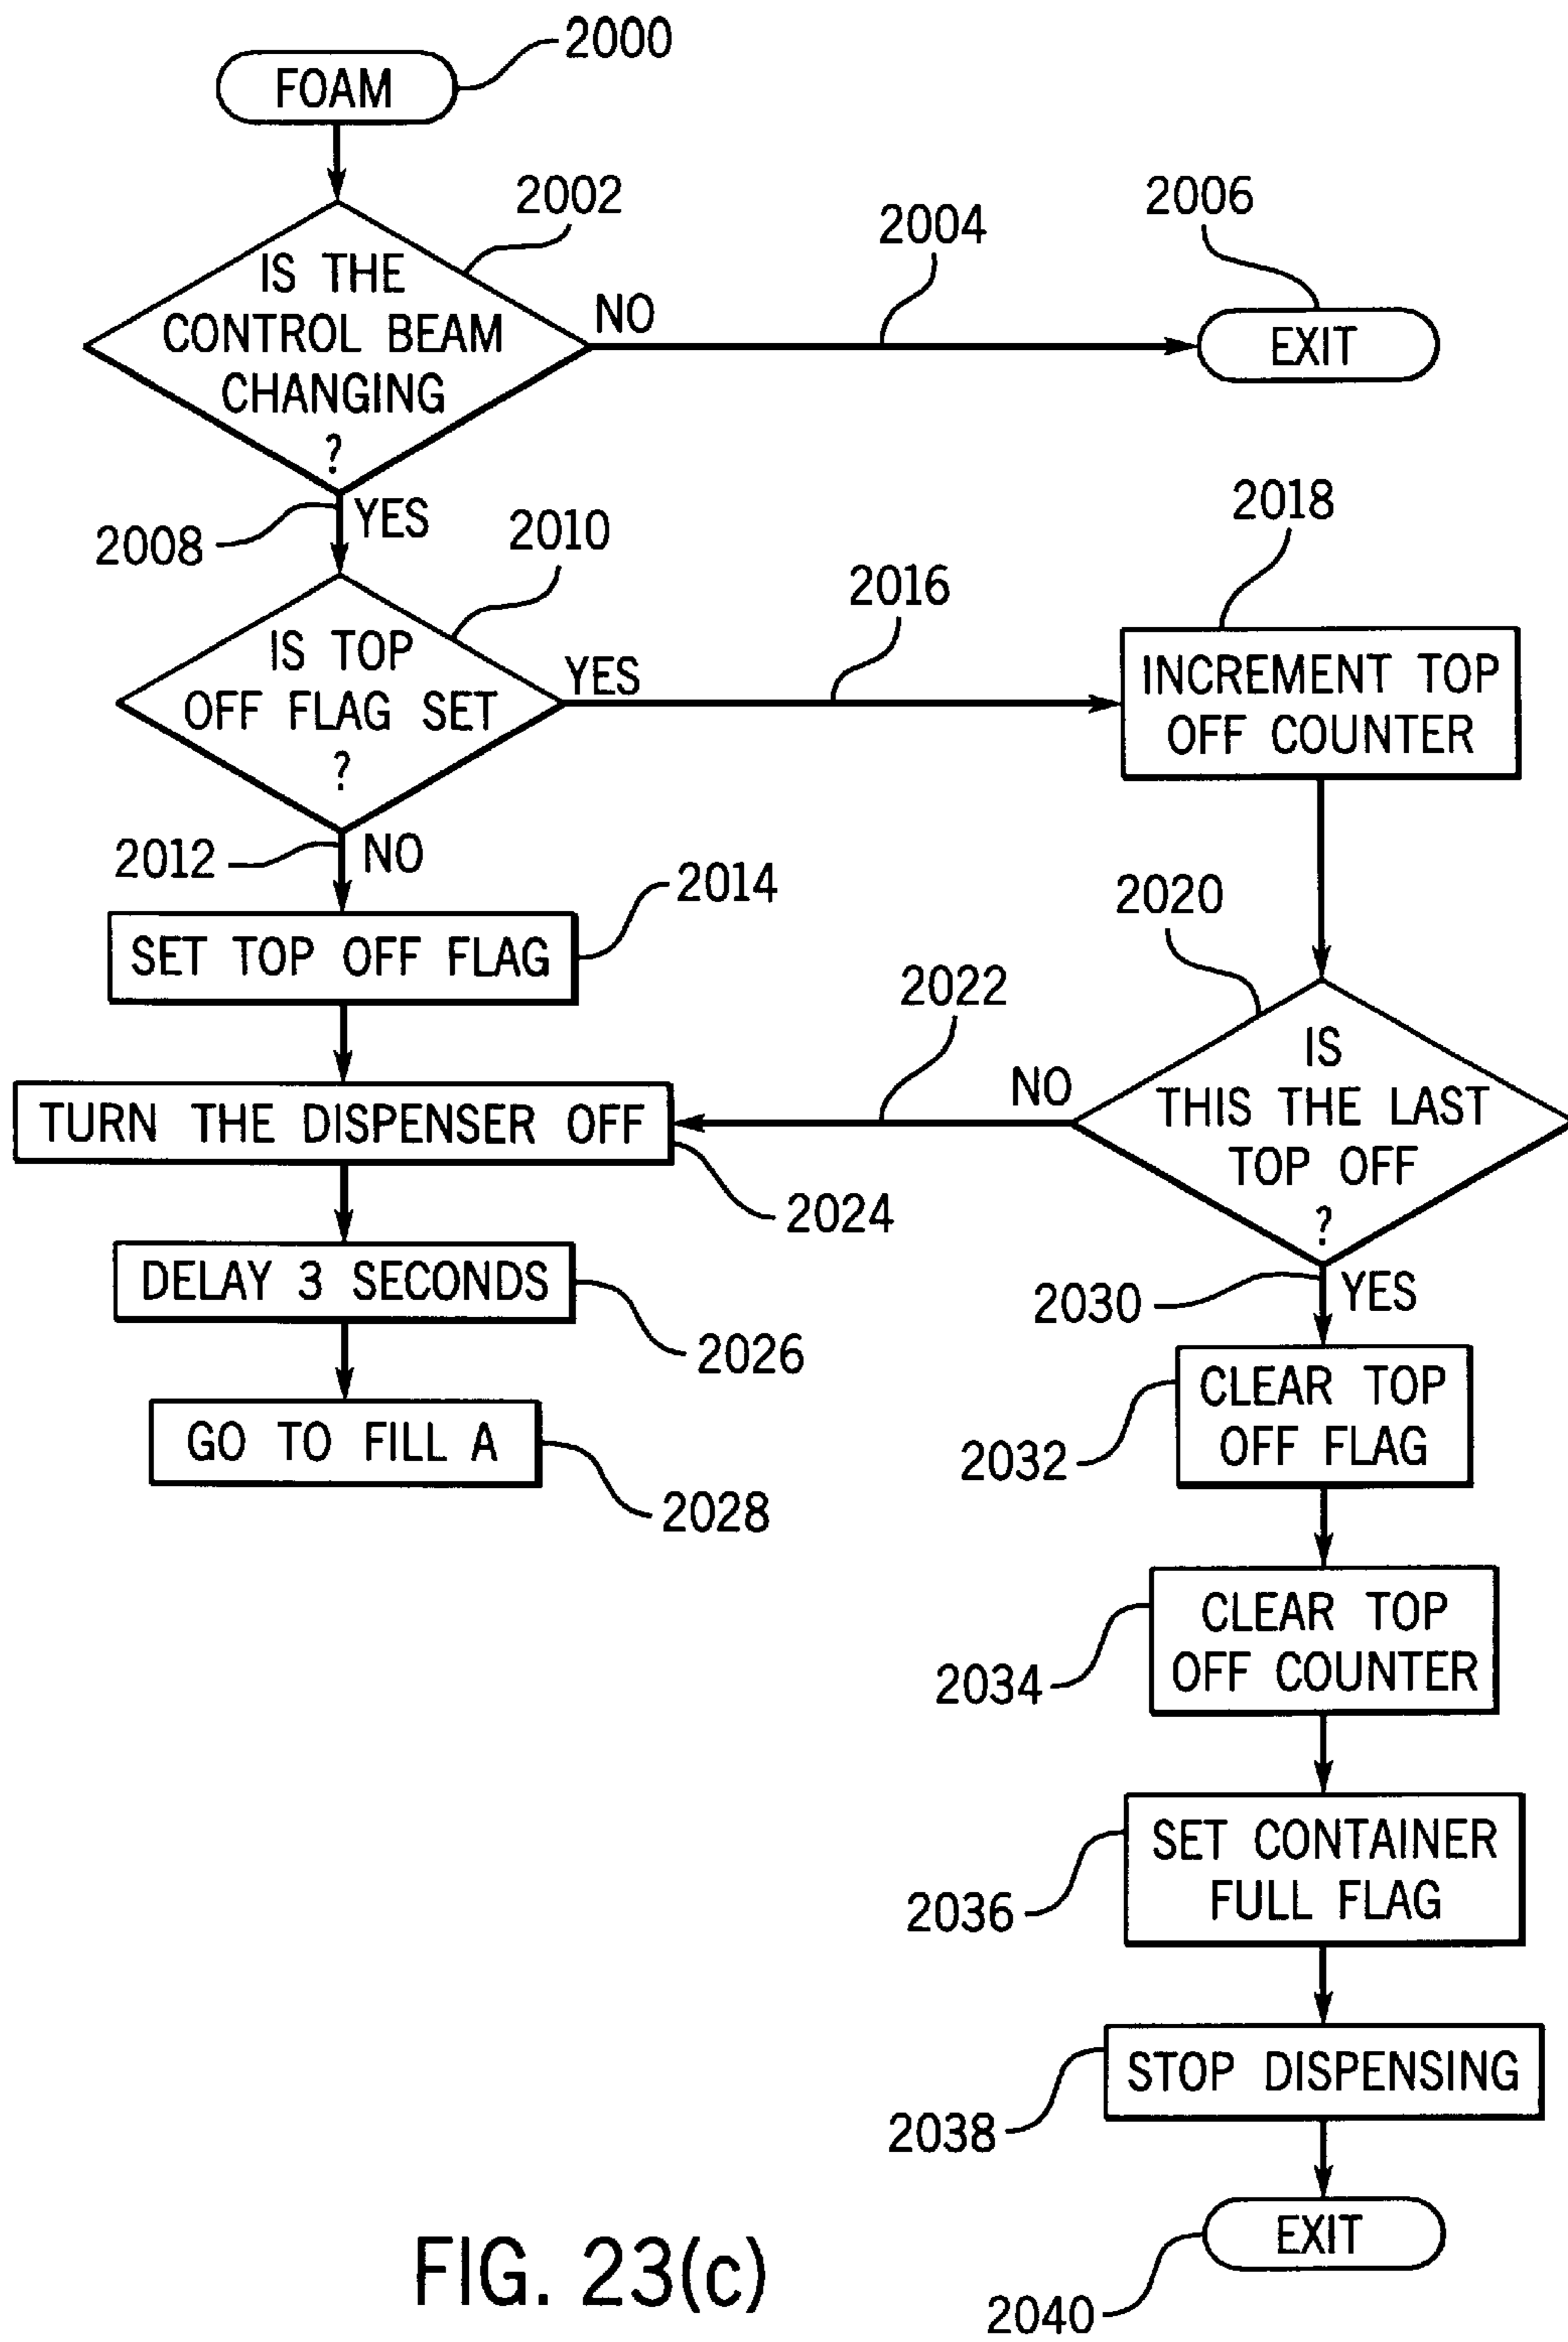 2000
FOAM
2002
IS THE
CONTROL BEAM
CHANGING
?
NO
2004
2006
EXIT
2008
YES
2010
IS TOP
OFF FLAG SET
?
YES
2016
2018
INCREMENT TOP
OFF COUNTER
2012
NO
2014
SET TOP OFF FLAG
2020
IS
THIS THE LAST
TOP OFF
?
NO
2022
TURN THE DISPENSER OFF
2024
DELAY 3 SECONDS
2026
GO TO FILL A
2028
2030
YES
CLEAR TOP
OFF FLAG
2032
CLEAR TOP
OFF COUNTER
2034
SET CONTAINER
FULL FLAG
2036
STOP DISPENSING
2038
EXIT
2040
FIG. 23(c)